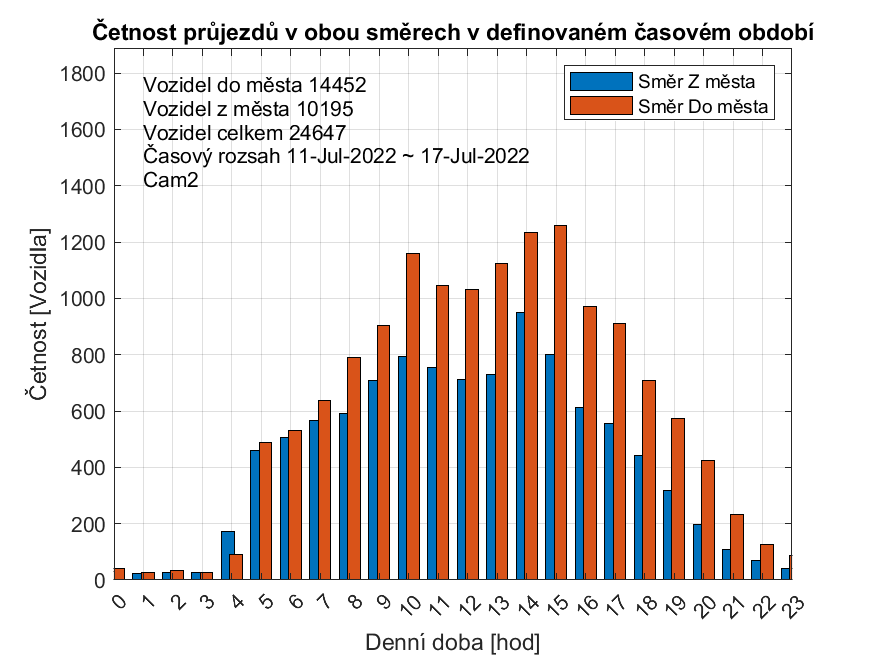 Četnost průjezdů v obou směrech v definovaném časovém období
Vozidel do města 14452
Vozidel z města 10195
Vozidel celkem 24647
Časový rozsah 11-Jul-2022 ~ 17-Jul-2022
Cam2
Směr Z města
Směr Do města
Četnost [Vozidla]
1800
1600
1400
1200
1000
800
600
400
200
0
0 1 2 3 4 5 6 7 8 9 10 11 12 13 14 15 16 17 18 19 20 21 22 23
Denní doba [hod]